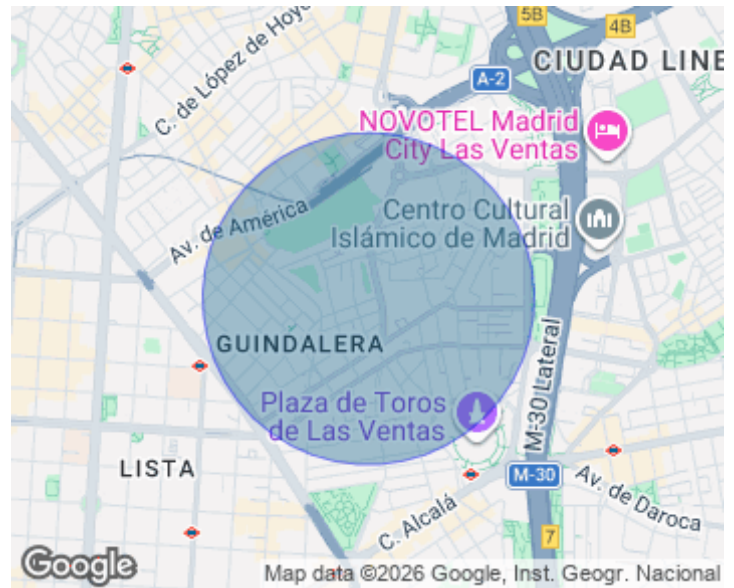 5B
4B
C. de López de Hoyo
A-2
CIUDAD LINE
NOVOTEL Madrid
City Las Ventas
Av. de América
Centro Cultural
Islámico de Madrid
GUINDALERA
M-30 Lateral
Plaza de Toros
de Las Ventas
LISTA
M-30
Av. de Daroca
C. Alcalá
7
Google
Map data ©2026 Google, Inst. Geogr. Nacional